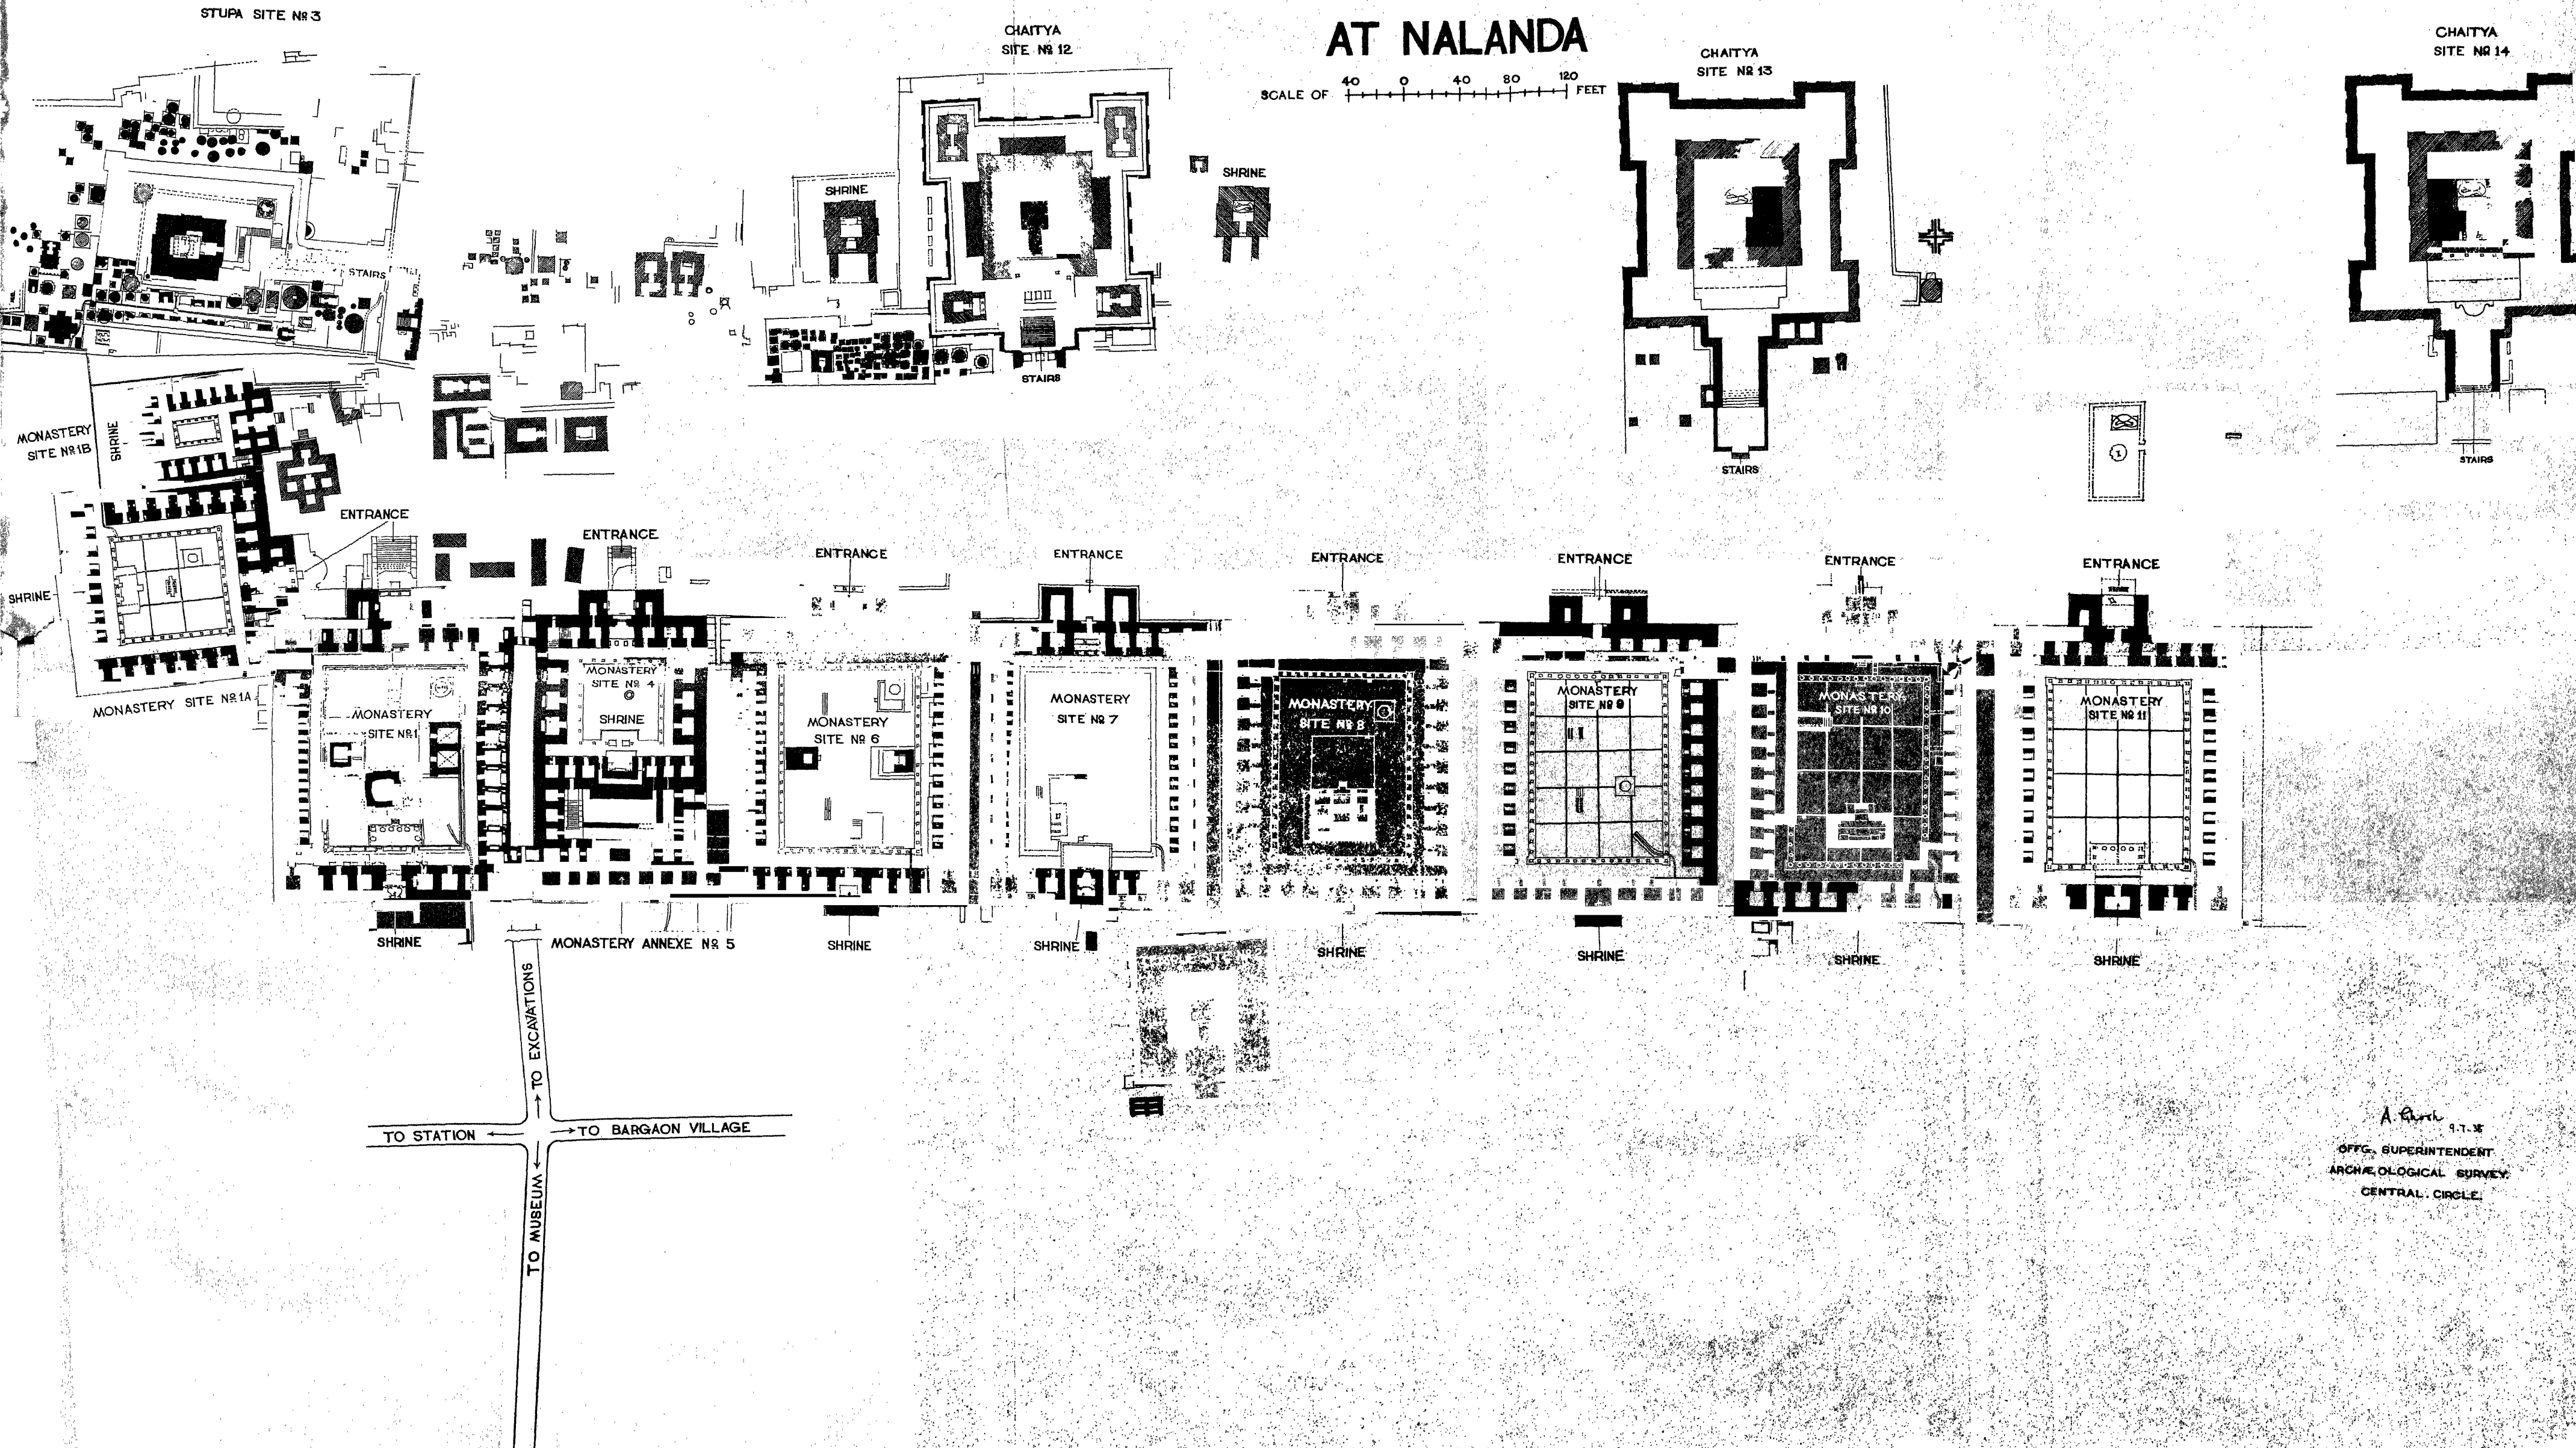 STUPA SITE № 3
CHAITYA
SITE № 12
AT NALANDA
SCALE OF 40 0 40 80 120 FEET
CHAITYA
SITE № 13
CHAITYA
SITE № 14
SHRINE
SHRINE
STAIRS
STAIRS
STAIRS
STAIRS
MONASTERY
SITE № 1B
SHRINE
ENTRANCE
ENTRANCE
ENTRANCE
ENTRANCE
ENTRANCE
ENTRANCE
ENTRANCE
ENTRANCE
SHRINE
MONASTERY SITE № 1A
MONASTERY
SITE № 1
MONASTERY
SITE № 4
SHRINE
MONASTERY
SITE № 6
MONASTERY
SITE № 7
MONASTERY
SITE № 8
MONASTERY
SITE № 9
MONASTERY
SITE № 10
MONASTERY
SITE № 11
SHRINE
MONASTERY ANNEXE № 5
SHRINE
SHRINE
SHRINE
SHRINE
SHRINE
SHRINE
TO EXCAVATIONS
TO STATION
TO BARGAON VILLAGE
TO MUSEUM
A. Ghosh
9.7.38
OFFG. SUPERINTENDENT
ARCHÆOLOGICAL SURVEY
CENTRAL CIRCLE.